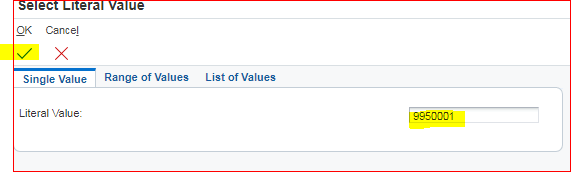 Select Literal Value
OK Cancel
Single Value Range of Values List of Values
Literal Value: 9950001